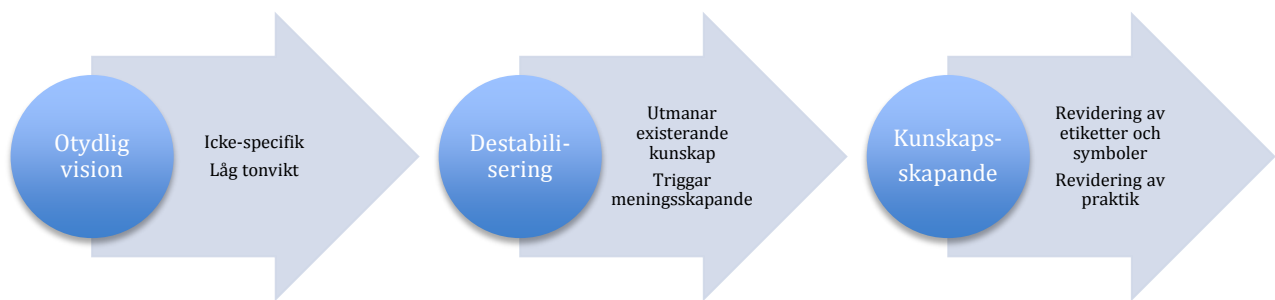 Otydlig
vision
Icke-specifik
Låg tonvikt
Destabili-
sering
Utmanar
existerande
kunskap
Triggar
meningsskapande
Kunskaps-
skapande
Revidering av
etiketter och
symboler
Revidering av
praktik